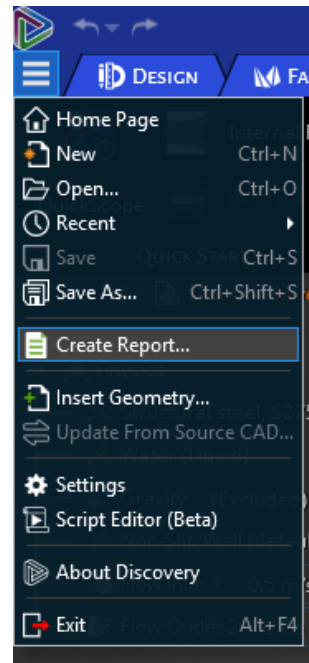 DESIGN
FA
Home Page
New Ctrl+N
Open... Ctrl+O
Recent
Save Ctrl+S
Save As... Ctrl+Shift+S
Create Report...
Insert Geometry...
Update From Source CAD...
Settings
Script Editor (Beta)
About Discovery
Exit Alt+F4